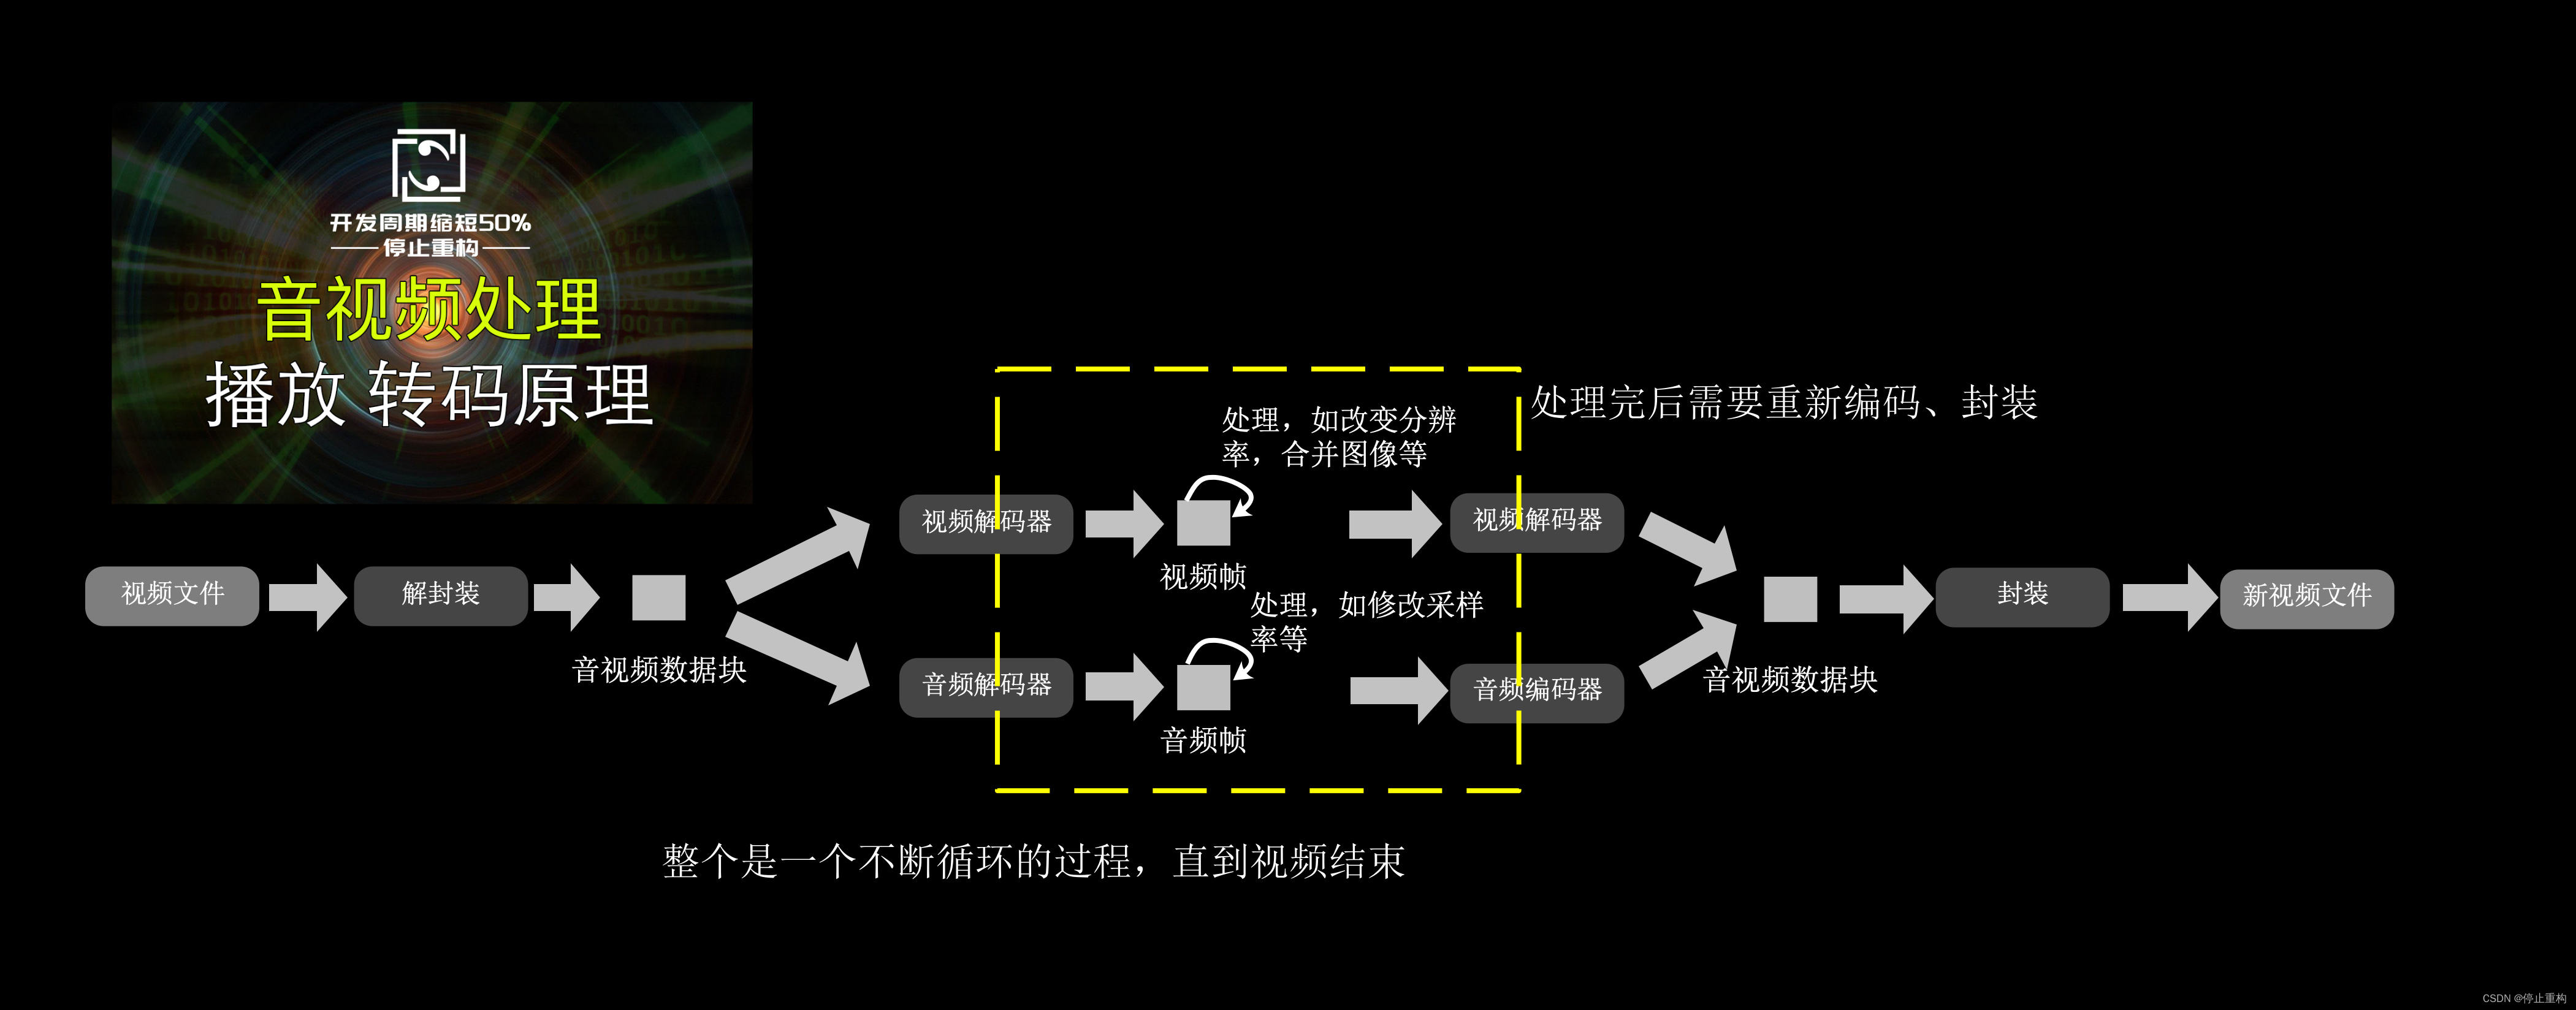 开发周期缩短50%
停止重构
音视频处理
播放 转码原理
处理完后需要重新编码、封装
处理，如改变分辨
率，合并图像等
视频文件
解封装
音视频数据块
视频解码器
视频帧
视频解码器
处理，如修改采样
率等
音频解码器
音频帧
音频编码器
音视频数据块
封装
新视频文件
整个是一个不断循环的过程，直到视频结束
CSDN @停止重构